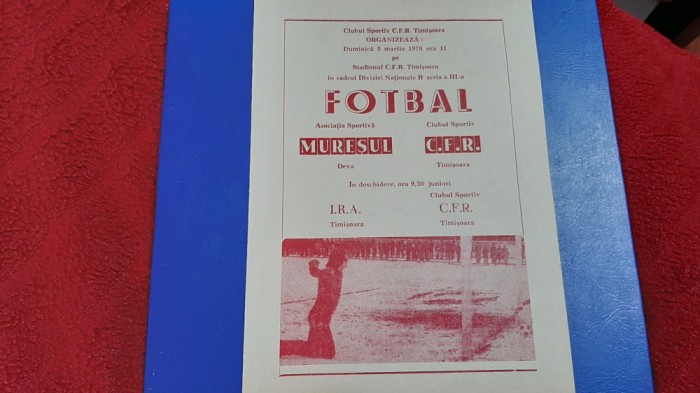 Clubul Sportiv C.F.R. Timişoara
ORGANIZEAZĂ :
Duminică 5 martie 1978 ora 11
pe
Stadionul C.F.R. Timişoara
în cadrul Diviziei Naţionale B seria a III-a
FOTBAL
Asociaţia Sportivă Clubul Sportiv
MUREŞUL C.F.R.
Deva Timişoara
În deschidere, ora 9,30 juniori
Clubul Sportiv
I.R.A. C.F.R.
Timişoara Timişoara